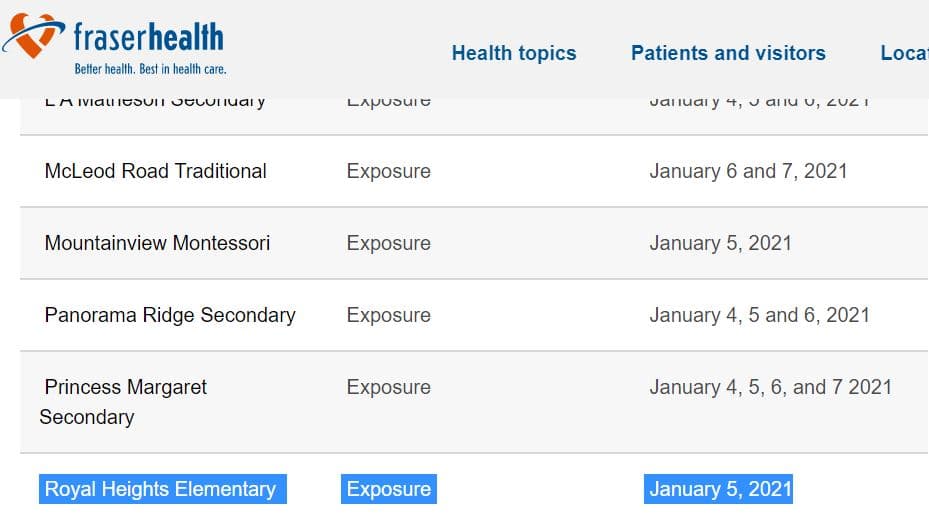 fraserhealth
Better health. Best in health care.
Health topics Patients and visitors Loca
L A Matheson Secondary Exposure January 4, 5 and 6, 2021
McLeod Road Traditional Exposure January 6 and 7, 2021
Mountainview Montessori Exposure January 5, 2021
Panorama Ridge Secondary Exposure January 4, 5 and 6, 2021
Princess Margaret Exposure January 4, 5, 6, and 7 2021
Secondary
Royal Heights Elementary Exposure January 5, 2021